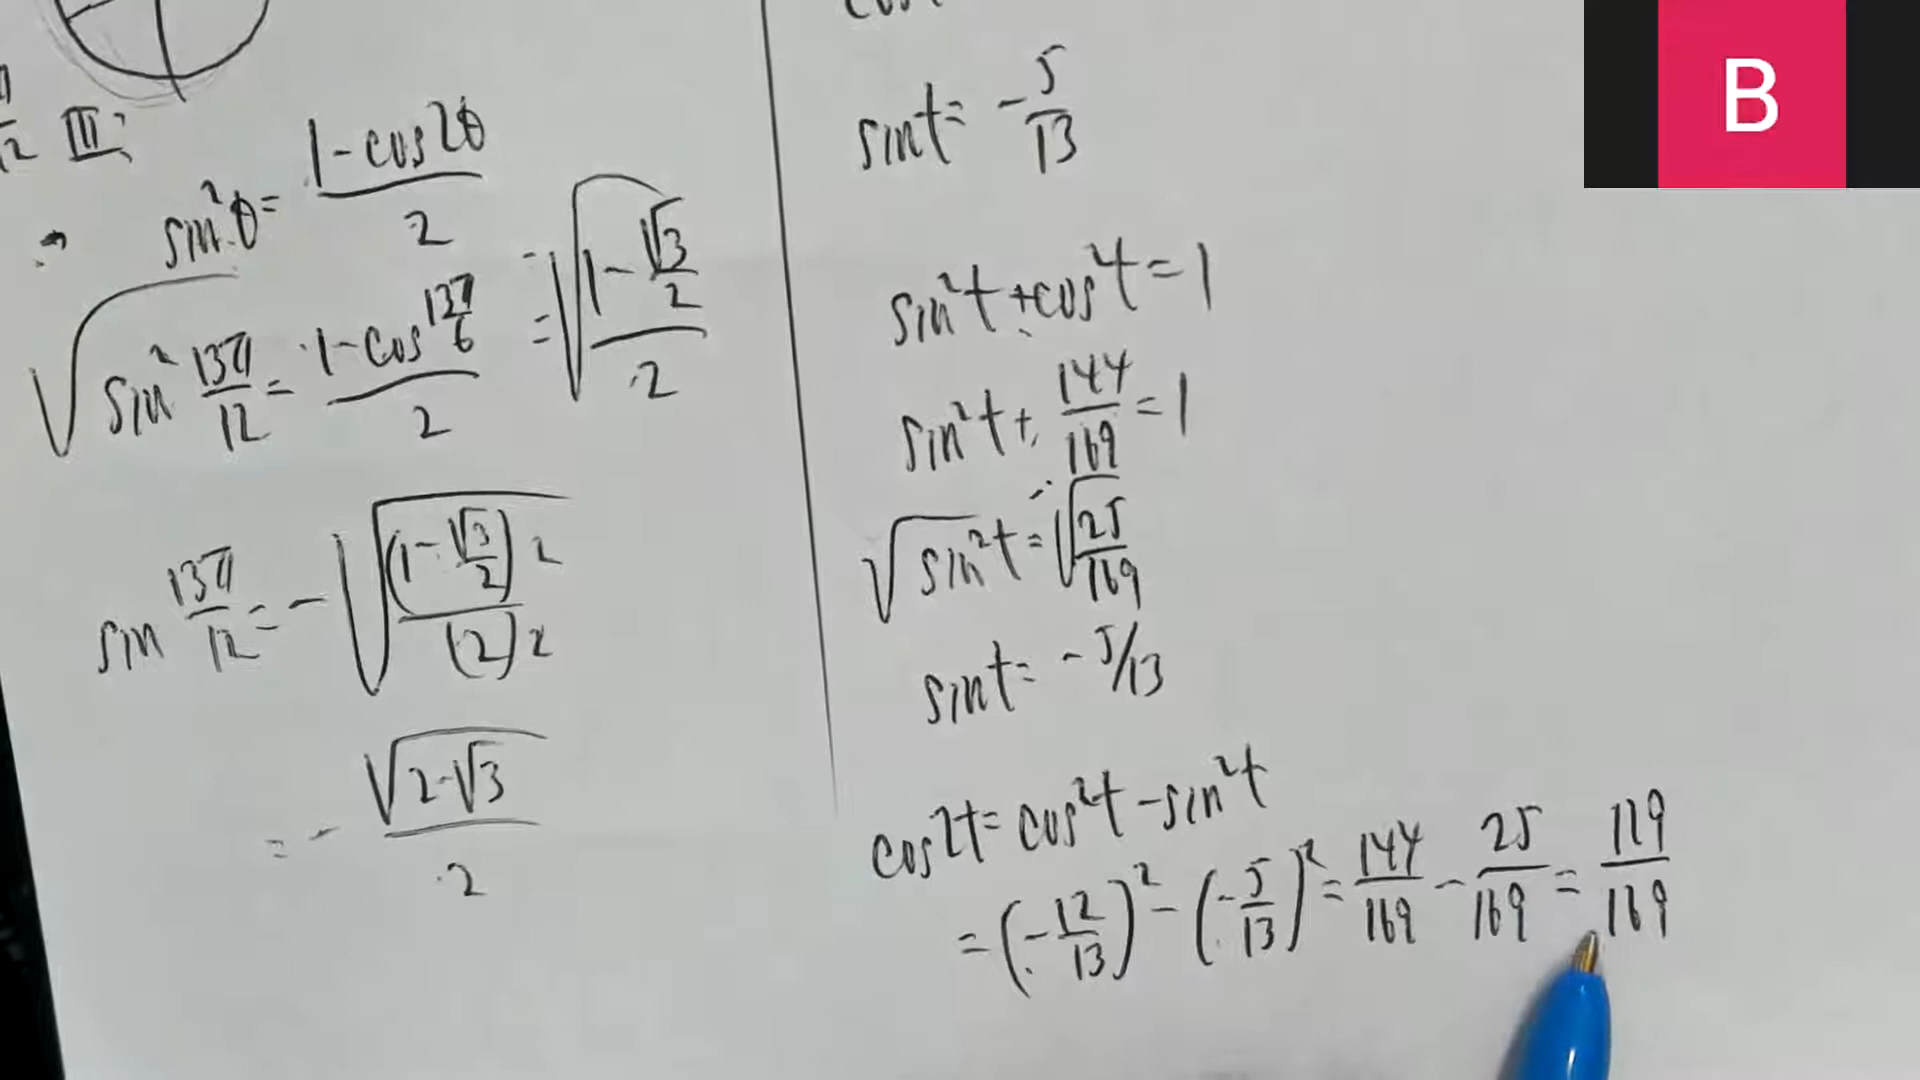 III
sin²θ = (1-cos2θ)/2
√(sin² 13π/12) = (1-cos 13π/6)/2 = -√((1-√3/2)/2)
sin 13π/12 = -√((1-√3/2)2/(2)2)
= -√(2-√3)/2
sint = -5/13
sin²t + cos²t = 1
sin²t + 144/169 = 1
√(sin²t) = -√(25/169)
sint = -5/13
cos2t = cos²t - sin²t
= (-12/13)² - (-5/13)² = 144/169 - 25/169 = 119/169
B